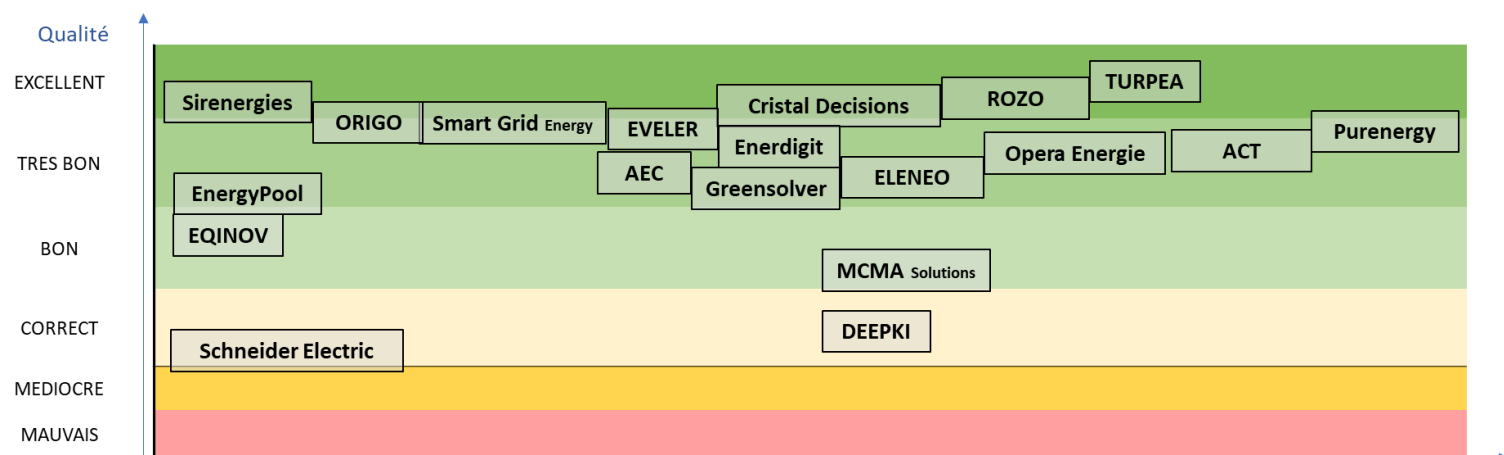 Qualité
EXCELLENT
TURPEA
Sirenergies
Cristal Decisions
ROZO
ORIGO
Smart Grid Energy
EVELER
Purenergy
TRES BON
Enerdigit
Opera Energie
ACT
AEC
ELENEO
EnergyPool
Greensolver
BON
EQINOV
MCMA Solutions
CORRECT
DEEPKI
Schneider Electric
MEDIOCRE
MAUVAIS